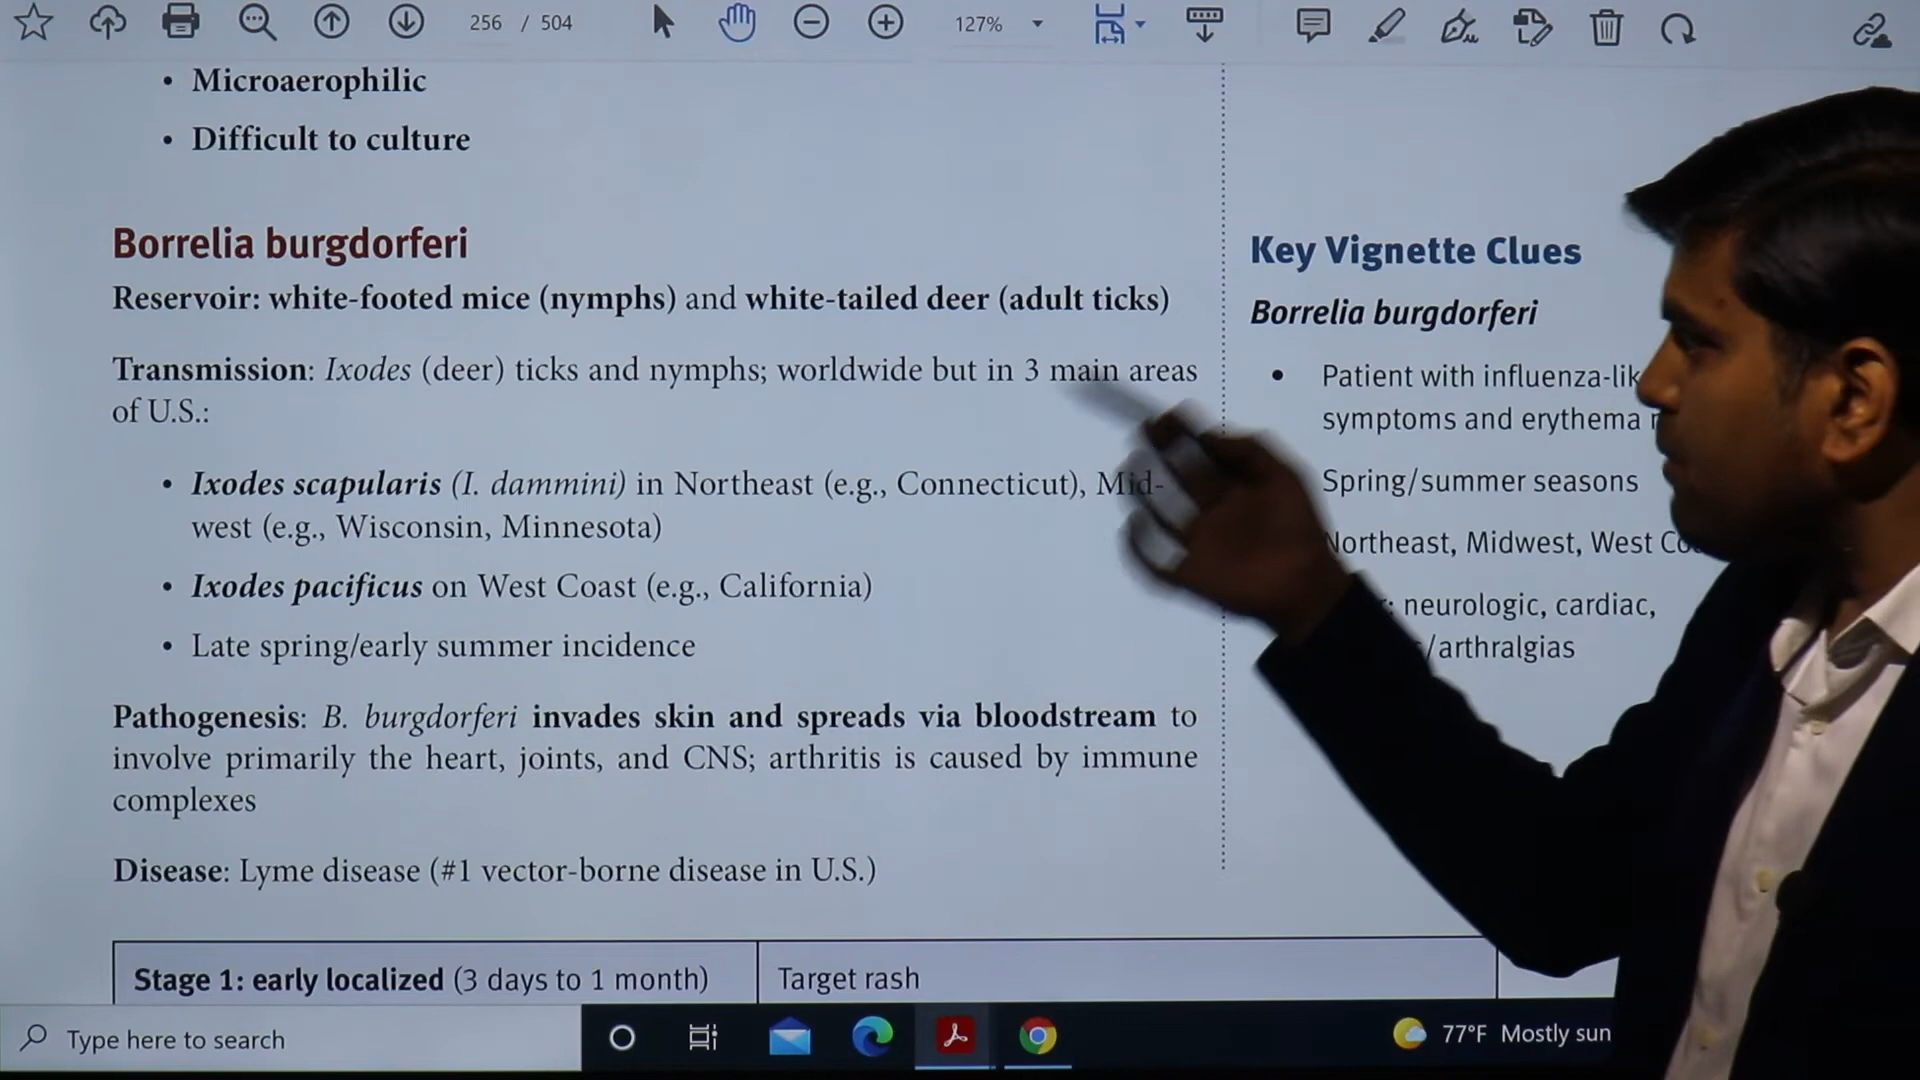 256 / 504
127%
• Microaerophilic
• Difficult to culture
Borrelia burgdorferi
Reservoir: white-footed mice (nymphs) and white-tailed deer (adult ticks)
Transmission: Ixodes (deer) ticks and nymphs; worldwide but in 3 main areas
of U.S.:
• Ixodes scapularis (I. dammini) in Northeast (e.g., Connecticut), Mid-
west (e.g., Wisconsin, Minnesota)
• Ixodes pacificus on West Coast (e.g., California)
• Late spring/early summer incidence
Pathogenesis: B. burgdorferi invades skin and spreads via bloodstream to
involve primarily the heart, joints, and CNS; arthritis is caused by immune
complexes
Disease: Lyme disease (#1 vector-borne disease in U.S.)
Stage 1: early localized (3 days to 1 month)
Target rash
Key Vignette Clues
Borrelia burgdorferi
• Patient with influenza-lik
symptoms and erythema
Spring/summer seasons
Northeast, Midwest, West
neurologic, cardiac,
/arthralgias
Type here to search
77°F Mostly sun